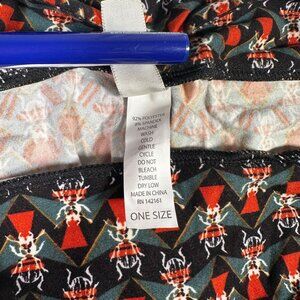 92% POLYESTER
8% SPANDEX
MACHINE
WASH
COLD
GENTLE
CYCLE
DO NOT
BLEACH
TUMBLE
DRY LOW
MADE IN CHINA
RN 142161
ONE SIZE